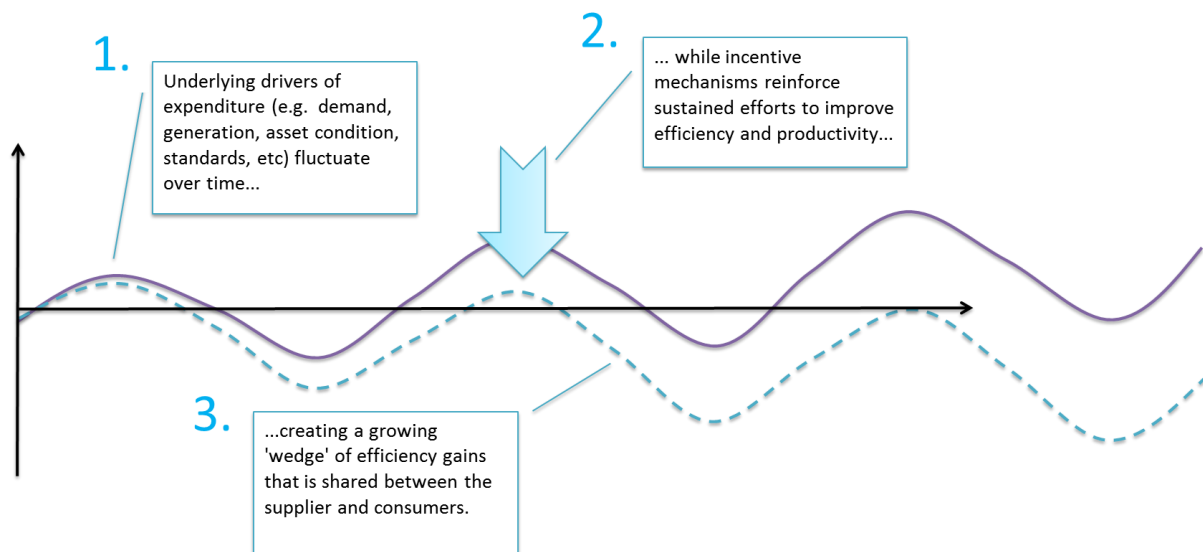 1.
Underlying drivers of
expenditure (e.g. demand,
generation, asset condition,
standards, etc) fluctuate
over time...
2.
... while incentive
mechanisms reinforce
sustained efforts to improve
efficiency and productivity...
3.
...creating a growing
'wedge' of efficiency gains
that is shared between the
supplier and consumers.